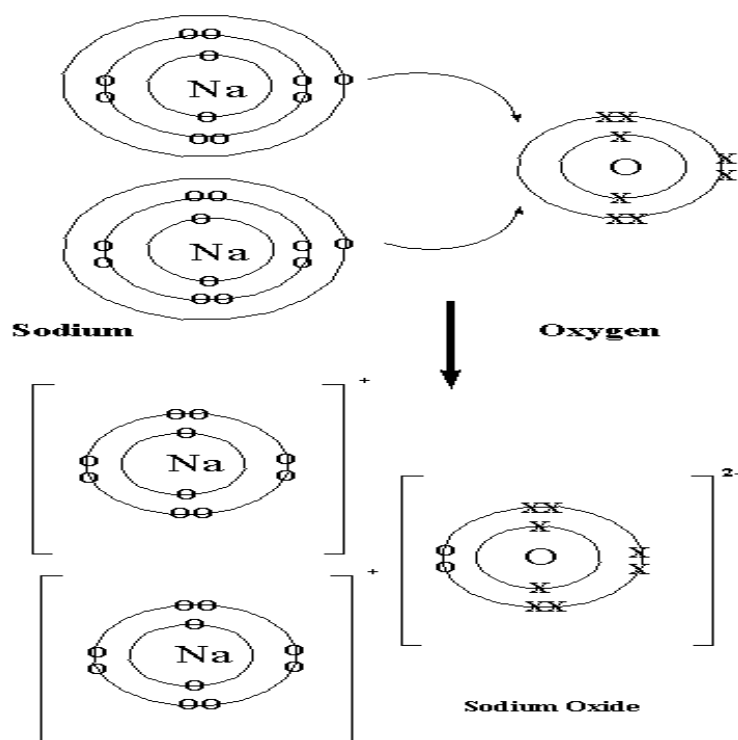 Na
O
Na
Sodium
Oxygen
+
Na
2-
O
+
Na
Sodium Oxide